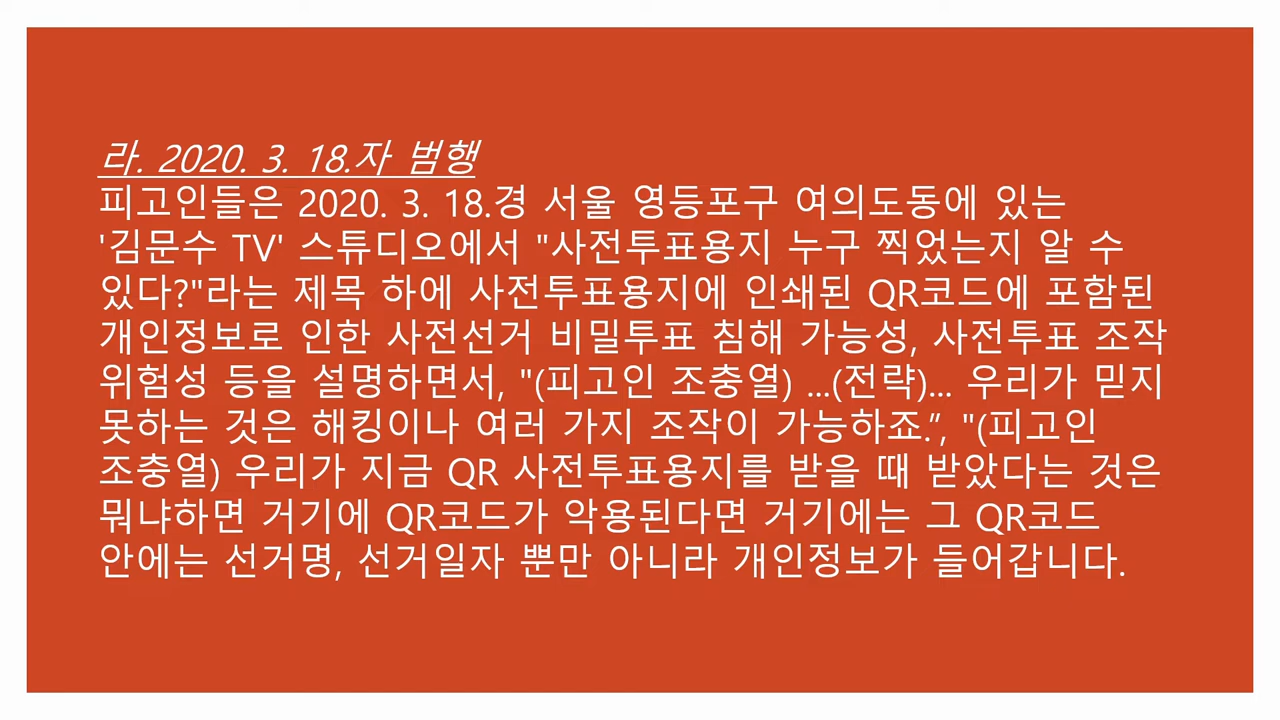 라. 2020. 3. 18.자 범행
피고인들은 2020. 3. 18.경 서울 영등포구 여의도동에 있는
'김문수 TV' 스튜디오에서 "사전투표용지 누구 찍었는지 알 수
있다?"라는 제목 하에 사전투표용지에 인쇄된 QR코드에 포함된
개인정보로 인한 사전선거 비밀투표 침해 가능성, 사전투표 조작
위험성 등을 설명하면서, "(피고인 조충열) ...(전략)... 우리가 믿지
못하는 것은 해킹이나 여러 가지 조작이 가능하죠.”, "(피고인
조충열) 우리가 지금 QR 사전투표용지를 받을 때 받았다는 것은
뭐냐하면 거기에 QR코드가 악용된다면 거기에는 그 QR코드
안에는 선거명, 선거일자 뿐만 아니라 개인정보가 들어갑니다.